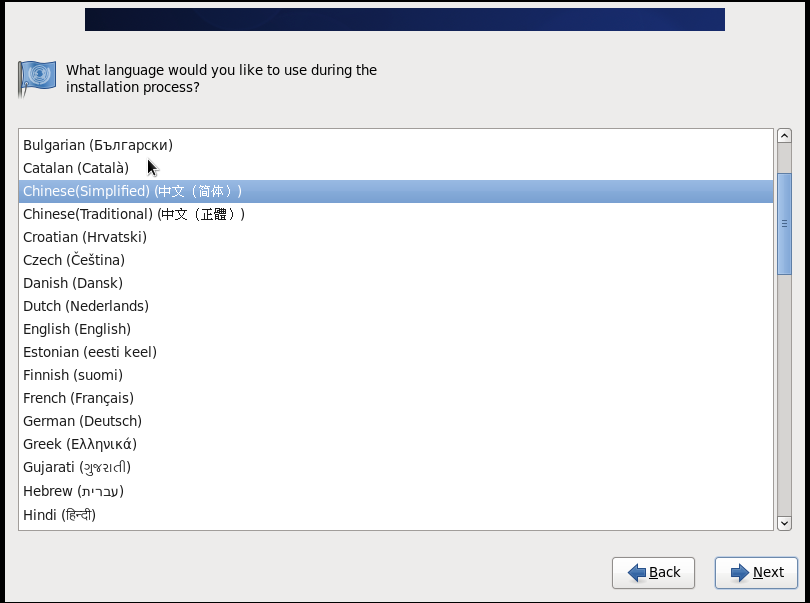 What language would you like to use during the
installation process?
Bulgarian (Български)
Catalan (Català)
Chinese(Simplified) (中文（简体）)
Chinese(Traditional) (中文（正體）)
Croatian (Hrvatski)
Czech (Čeština)
Danish (Dansk)
Dutch (Nederlands)
English (English)
Estonian (eesti keel)
Finnish (suomi)
French (Français)
German (Deutsch)
Greek (Ελληνικά)
Gujarati (ગુજરાતી)
Hebrew (עברית)
Hindi (हिन्दी)
Back
Next